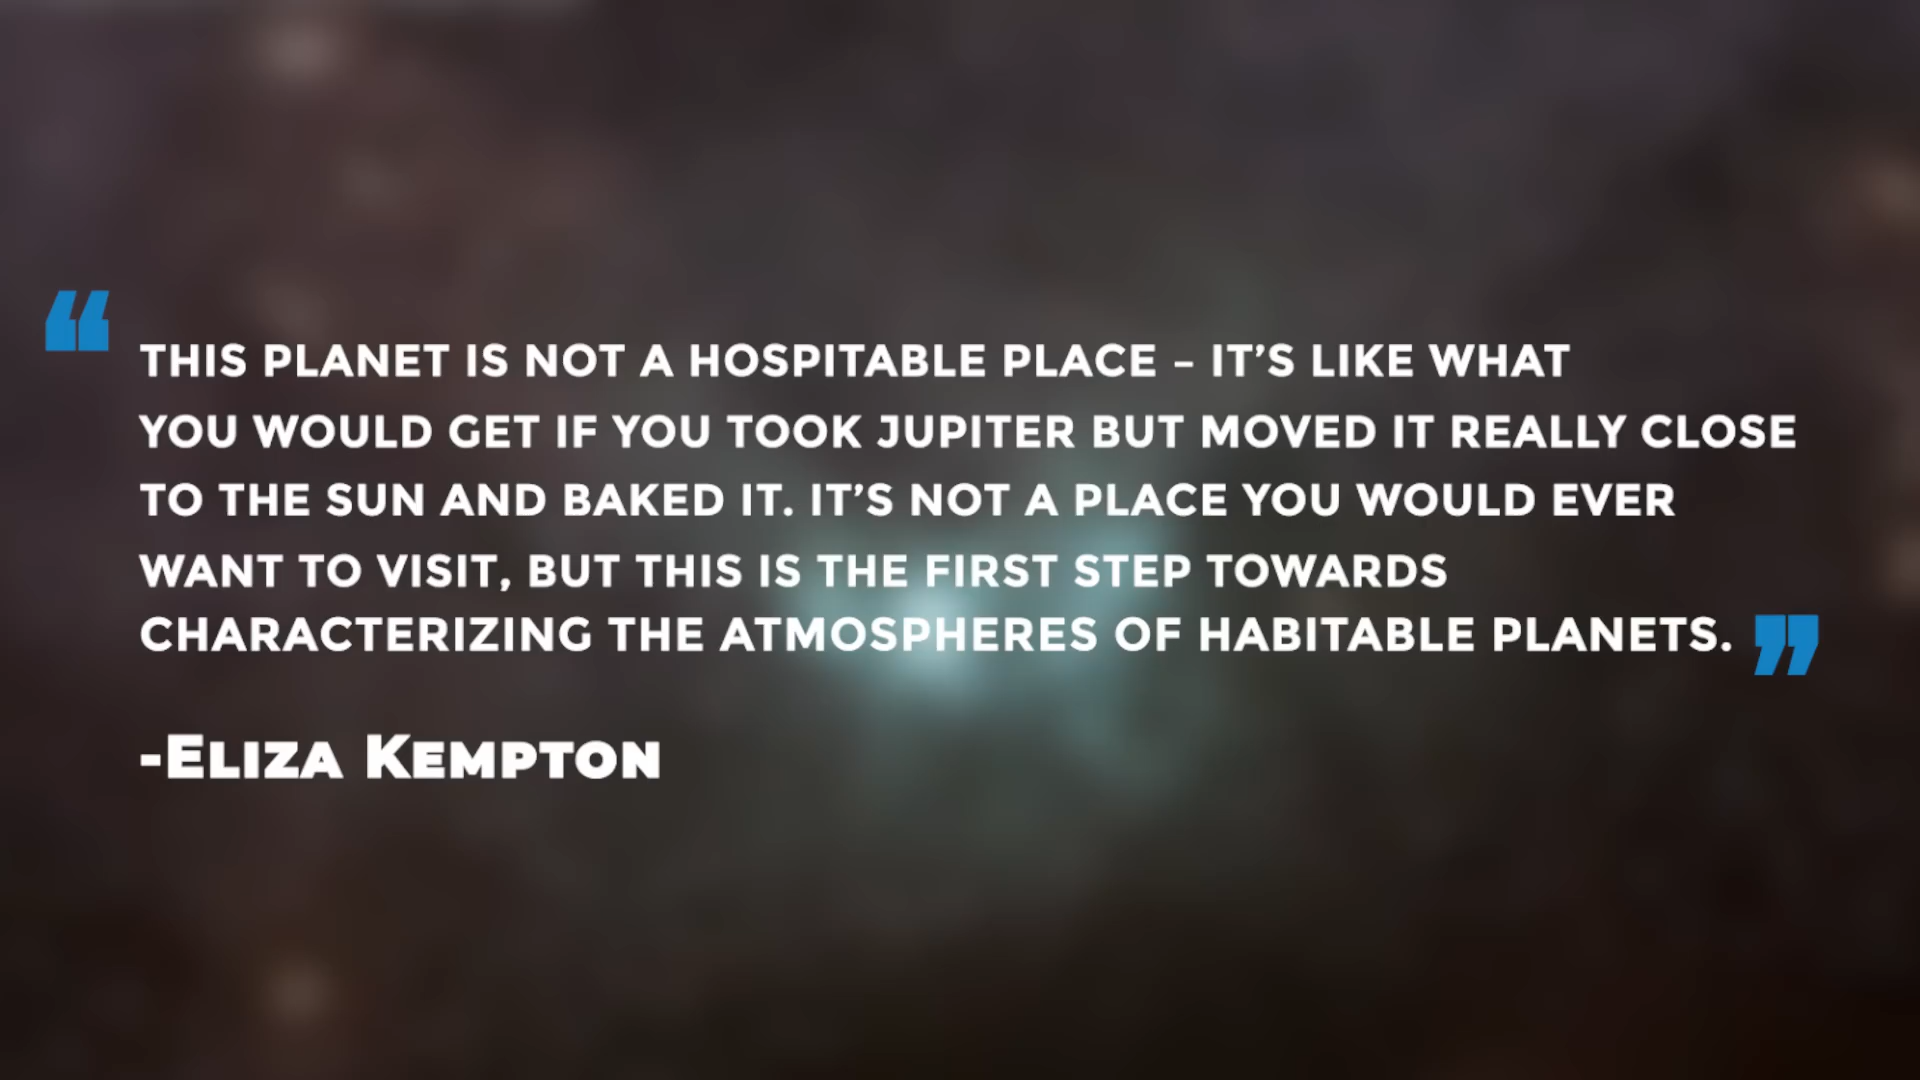 “THIS PLANET IS NOT A HOSPITABLE PLACE – IT’S LIKE WHAT
YOU WOULD GET IF YOU TOOK JUPITER BUT MOVED IT REALLY CLOSE
TO THE SUN AND BAKED IT. IT’S NOT A PLACE YOU WOULD EVER
WANT TO VISIT, BUT THIS IS THE FIRST STEP TOWARDS
CHARACTERIZING THE ATMOSPHERES OF HABITABLE PLANETS.”
-ELIZA KEMPTON